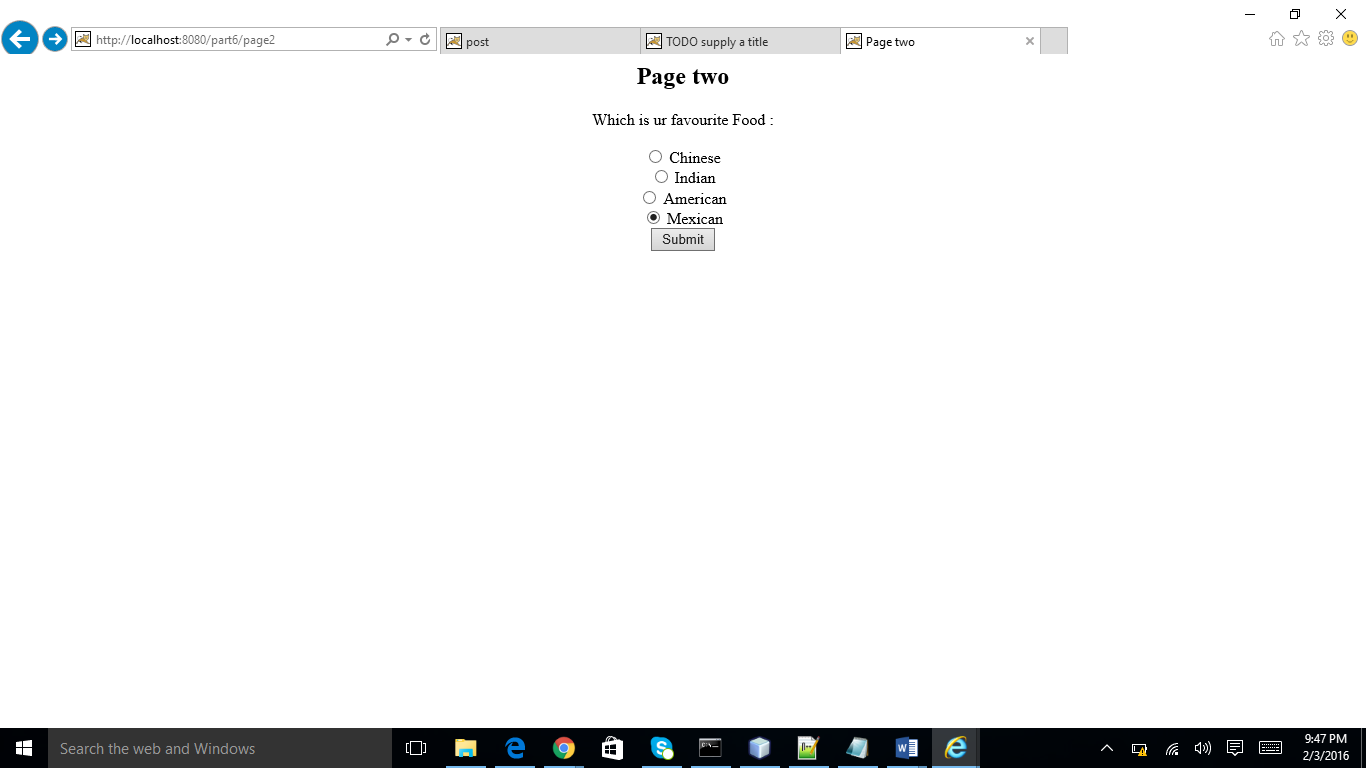 http://localhost:8080/part6/page2
post
TODO supply a title
Page two
Page two
Which is ur favourite Food :
Chinese
Indian
American
Mexican
Submit
Search the web and Windows
9:47 PM
2/3/2016